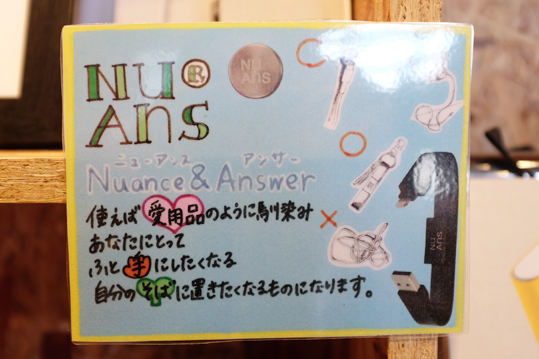 NU®
Ans
NU
Ans
ニューアンス アンサー
Nuance&Answer
使えば愛用品のように馴染み
あなたにとって
ふと手にしたくなる
自分のそばに置きたくなるものになります。
NU
Ans